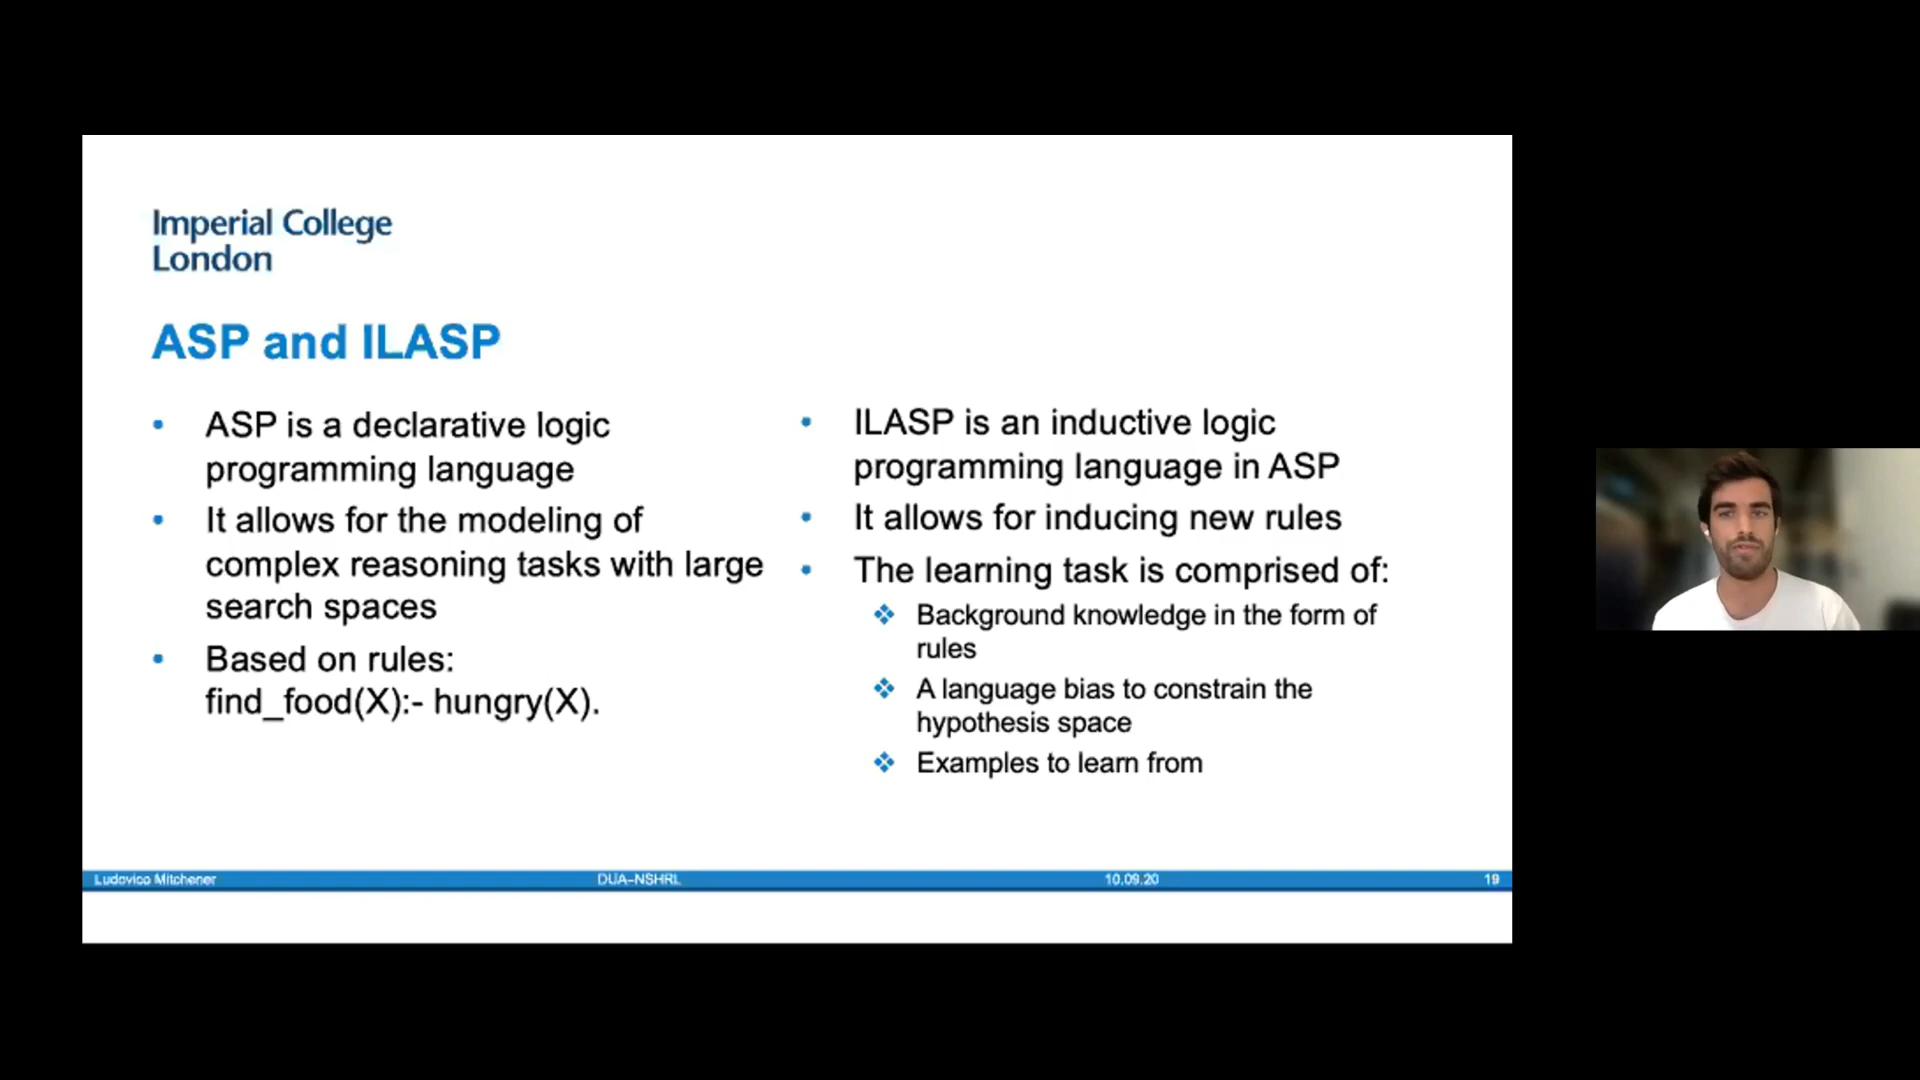 Imperial College
London
ASP and ILASP
• ASP is a declarative logic
programming language
• It allows for the modeling of
complex reasoning tasks with large
search spaces
• Based on rules:
find_food(X):- hungry(X).
• ILASP is an inductive logic
programming language in ASP
• It allows for inducing new rules
• The learning task is comprised of:
❖ Background knowledge in the form of
rules
❖ A language bias to constrain the
hypothesis space
❖ Examples to learn from
Ludovico Mitchener DUA-NSHRL 10.09.20 19